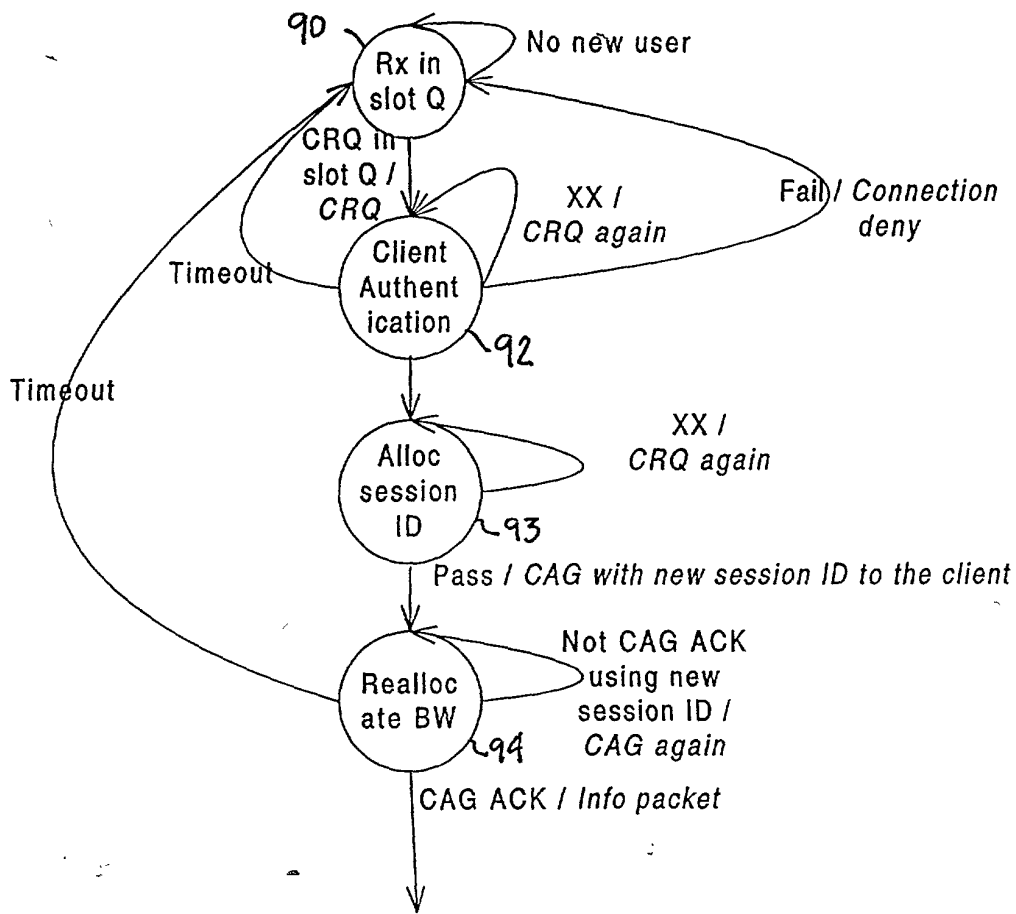 90
No new user
Rx in
slot Q
CRQ in
slot Q /
CRQ
XX /
CRQ again
Fail / Connection
deny
Client
Authent
ication
Timeout
92
Timeout
XX /
CRQ again
Alloc
session
ID
93
Pass / CAG with new session ID to the client
Not CAG ACK
using new
session ID /
CAG again
Realloc
ate BW
94
CAG ACK / Info packet